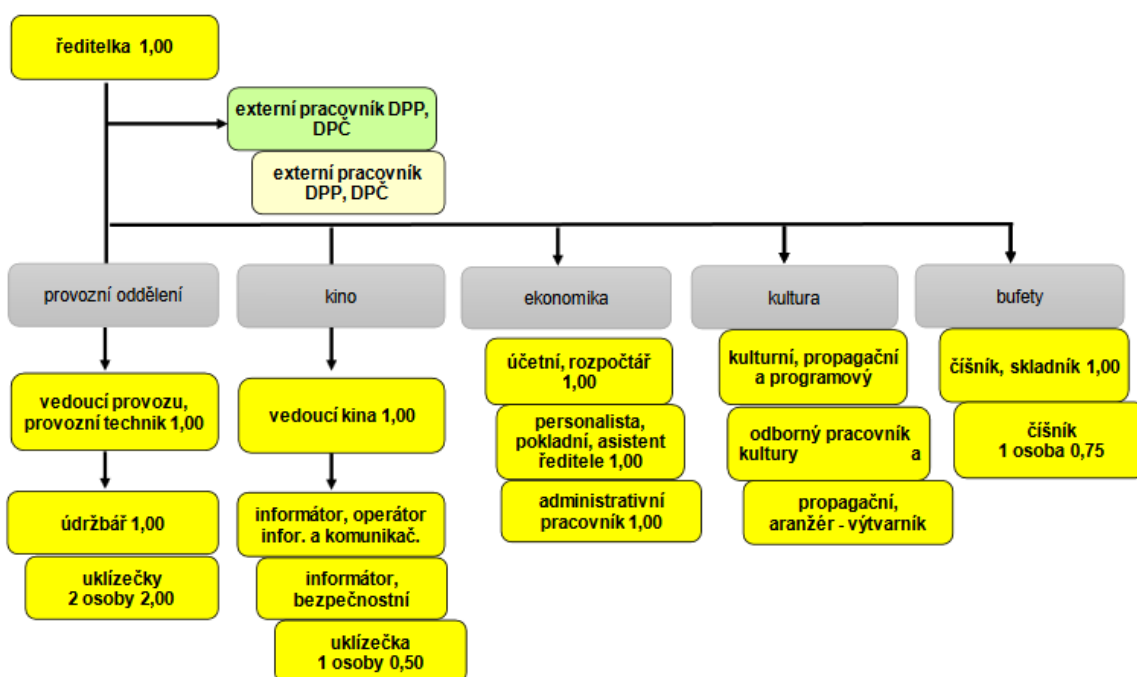 ředitelka 1,00
externí pracovník DPP,
DPČ
externí pracovník
DPP, DPČ
provozní oddělení
kino
ekonomika
kultura
bufety
vedoucí provozu,
provozní technik 1,00
údržbář 1,00
uklízečky
2 osoby 2,00
vedoucí kina 1,00
informátor, operátor
infor. a komunikač.
informátor,
bezpečnostní
uklízečka
1 osoby 0,50
účetní, rozpočtář
1,00
personalista,
pokladní, asistent
ředitele 1,00
administrativní
pracovník 1,00
kulturní, propagační
a programový
odborný pracovník
kultury a
propagační,
aranžér - výtvarník
číšník, skladník 1,00
číšník
1 osoba 0,75